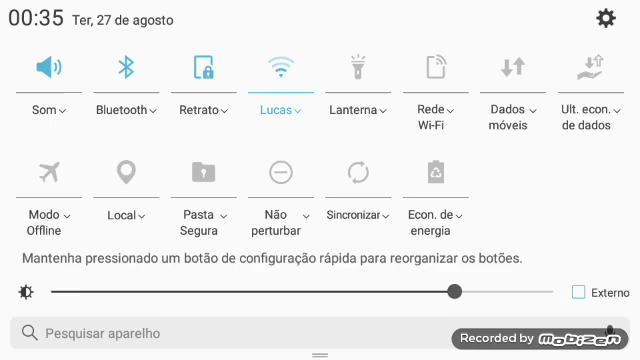 00:35 Ter, 27 de agosto
Som Bluetooth Retrato Lucas Lanterna Rede Wi-Fi Dados móveis Ult. econ. de dados
Modo Offline Local Pasta Segura Não perturbar Sincronizar Econ. de energia
Mantenha pressionado um botão de configuração rápida para reorganizar os botões.
Externo
Pesquisar aparelho
Recorded by MOBIZEN